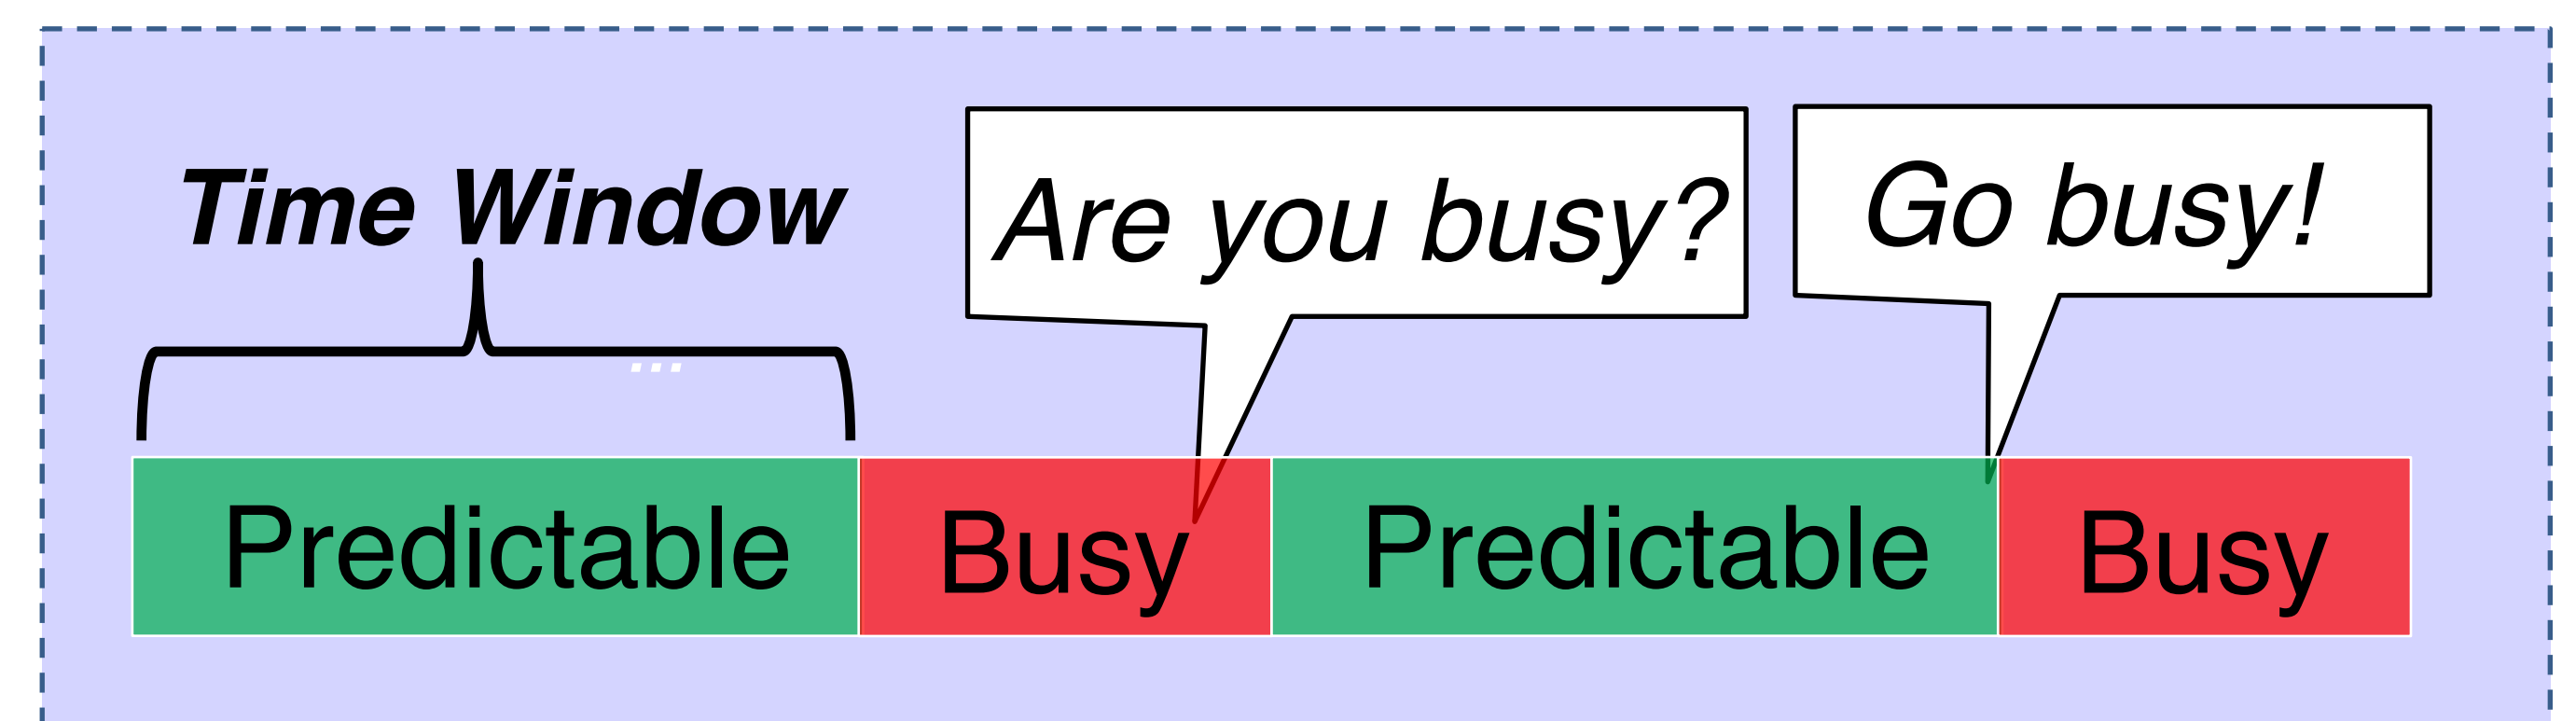 Time Window
Are you busy?
Go busy!
...
Predictable
Busy
Predictable
Busy